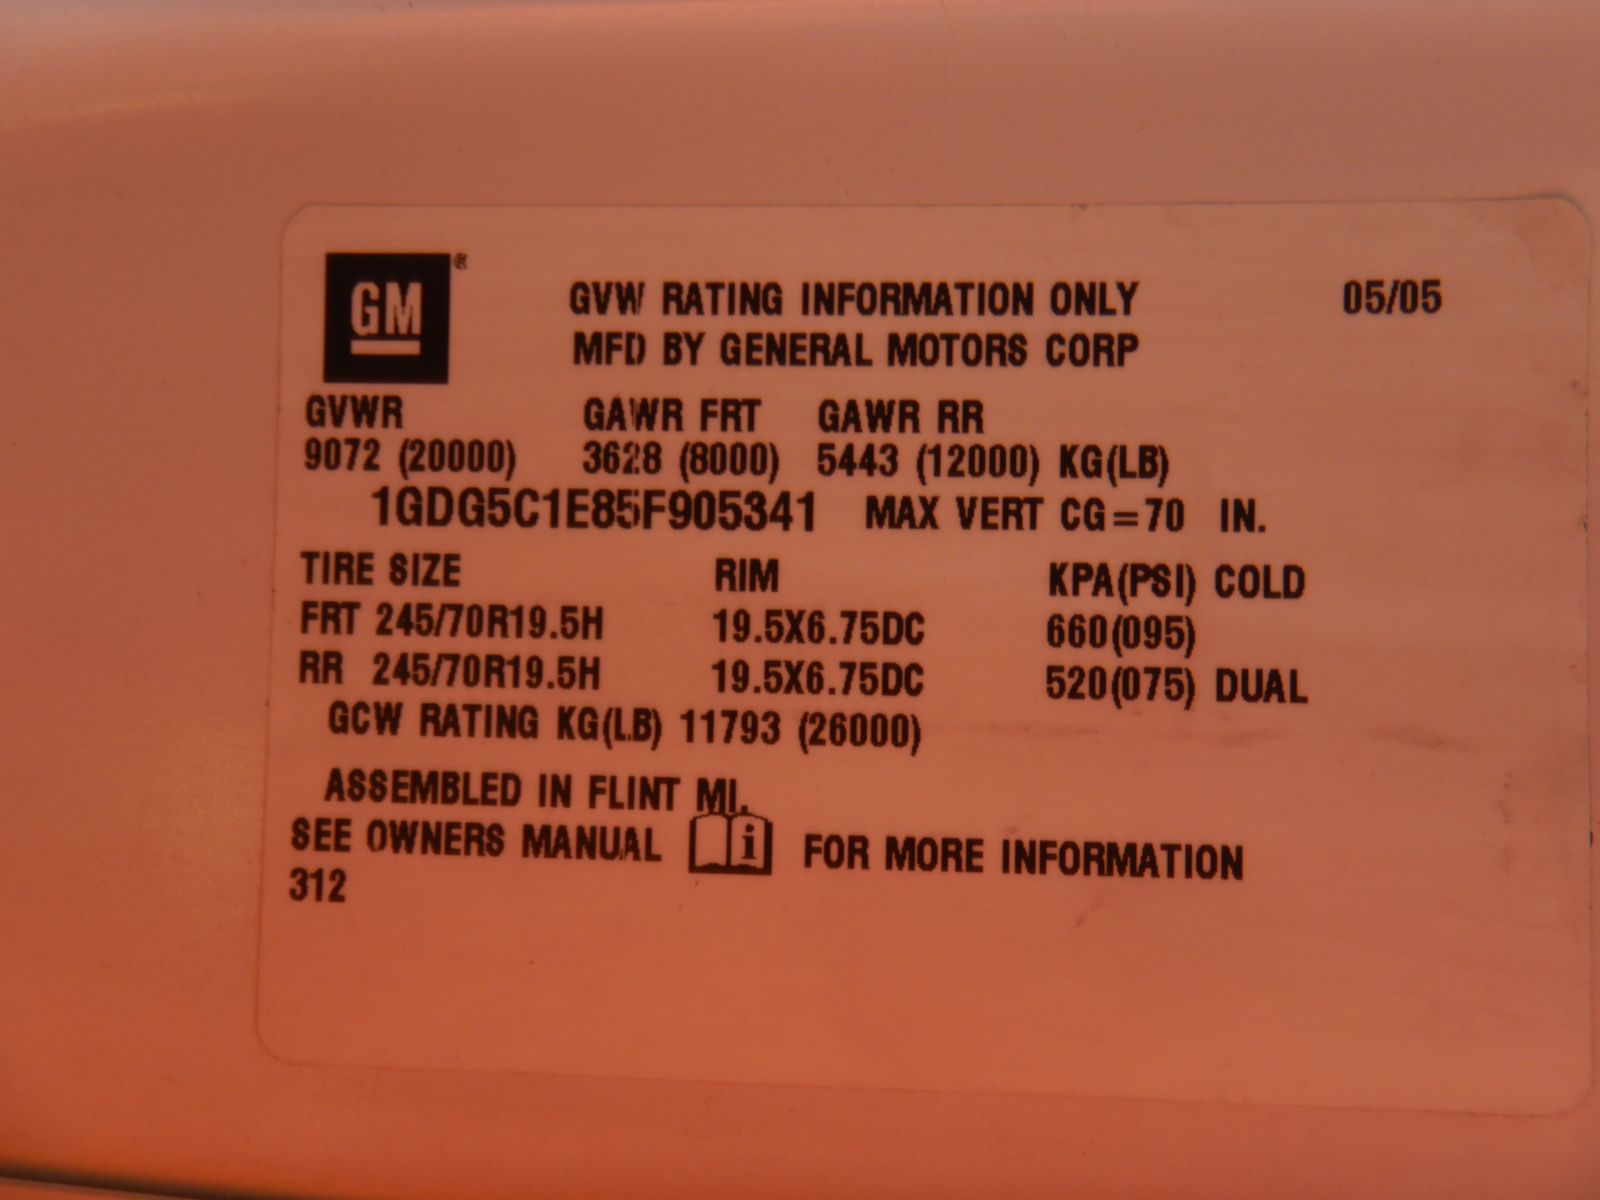 GM ®
GVW RATING INFORMATION ONLY 05/05
MFD BY GENERAL MOTORS CORP
GVWR GAWR FRT GAWR RR
9072 (20000) 3628 (8000) 5443 (12000) KG(LB)
1GDG5C1E85F905341 MAX VERT CG=70 IN.
TIRE SIZE RIM KPA(PSI) COLD
FRT 245/70R19.5H 19.5X6.75DC 660(095)
RR 245/70R19.5H 19.5X6.75DC 520(075) DUAL
GCW RATING KG(LB) 11793 (26000)
ASSEMBLED IN FLINT MI.
SEE OWNERS MANUAL i FOR MORE INFORMATION
312